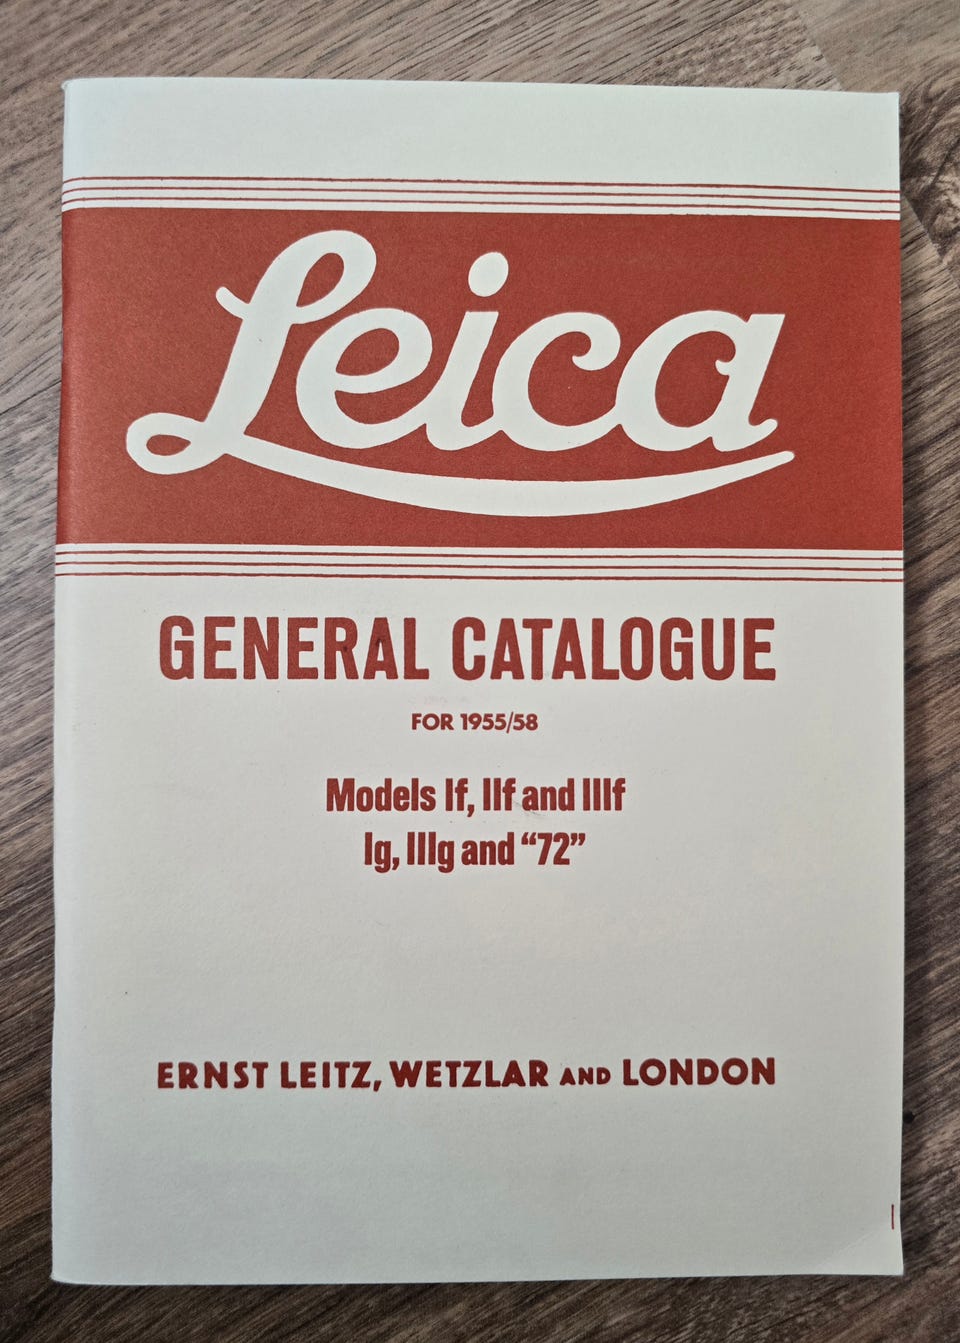 Leica
GENERAL CATALOGUE
FOR 1955/58
Models If, IIf and IIIf
Ig, IIIg and “72”
ERNST LEITZ, WETZLAR AND LONDON